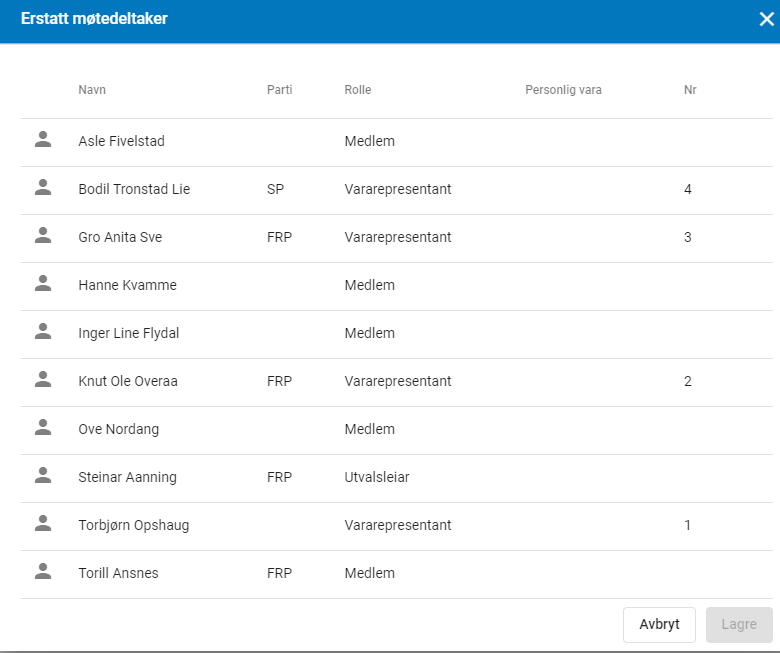 Erstatt møtedeltaker
Navn Parti Rolle Personlig vara Nr
Asle Fivelstad Medlem
Bodil Tronstad Lie SP Vararepresentant 4
Gro Anita Sve FRP Vararepresentant 3
Hanne Kvamme Medlem
Inger Line Flydal Medlem
Knut Ole Overaa FRP Vararepresentant 2
Ove Nordang Medlem
Steinar Aanning FRP Utvalsleiar
Torbjørn Opshaug Vararepresentant 1
Torill Ansnes FRP Medlem
Avbryt Lagre